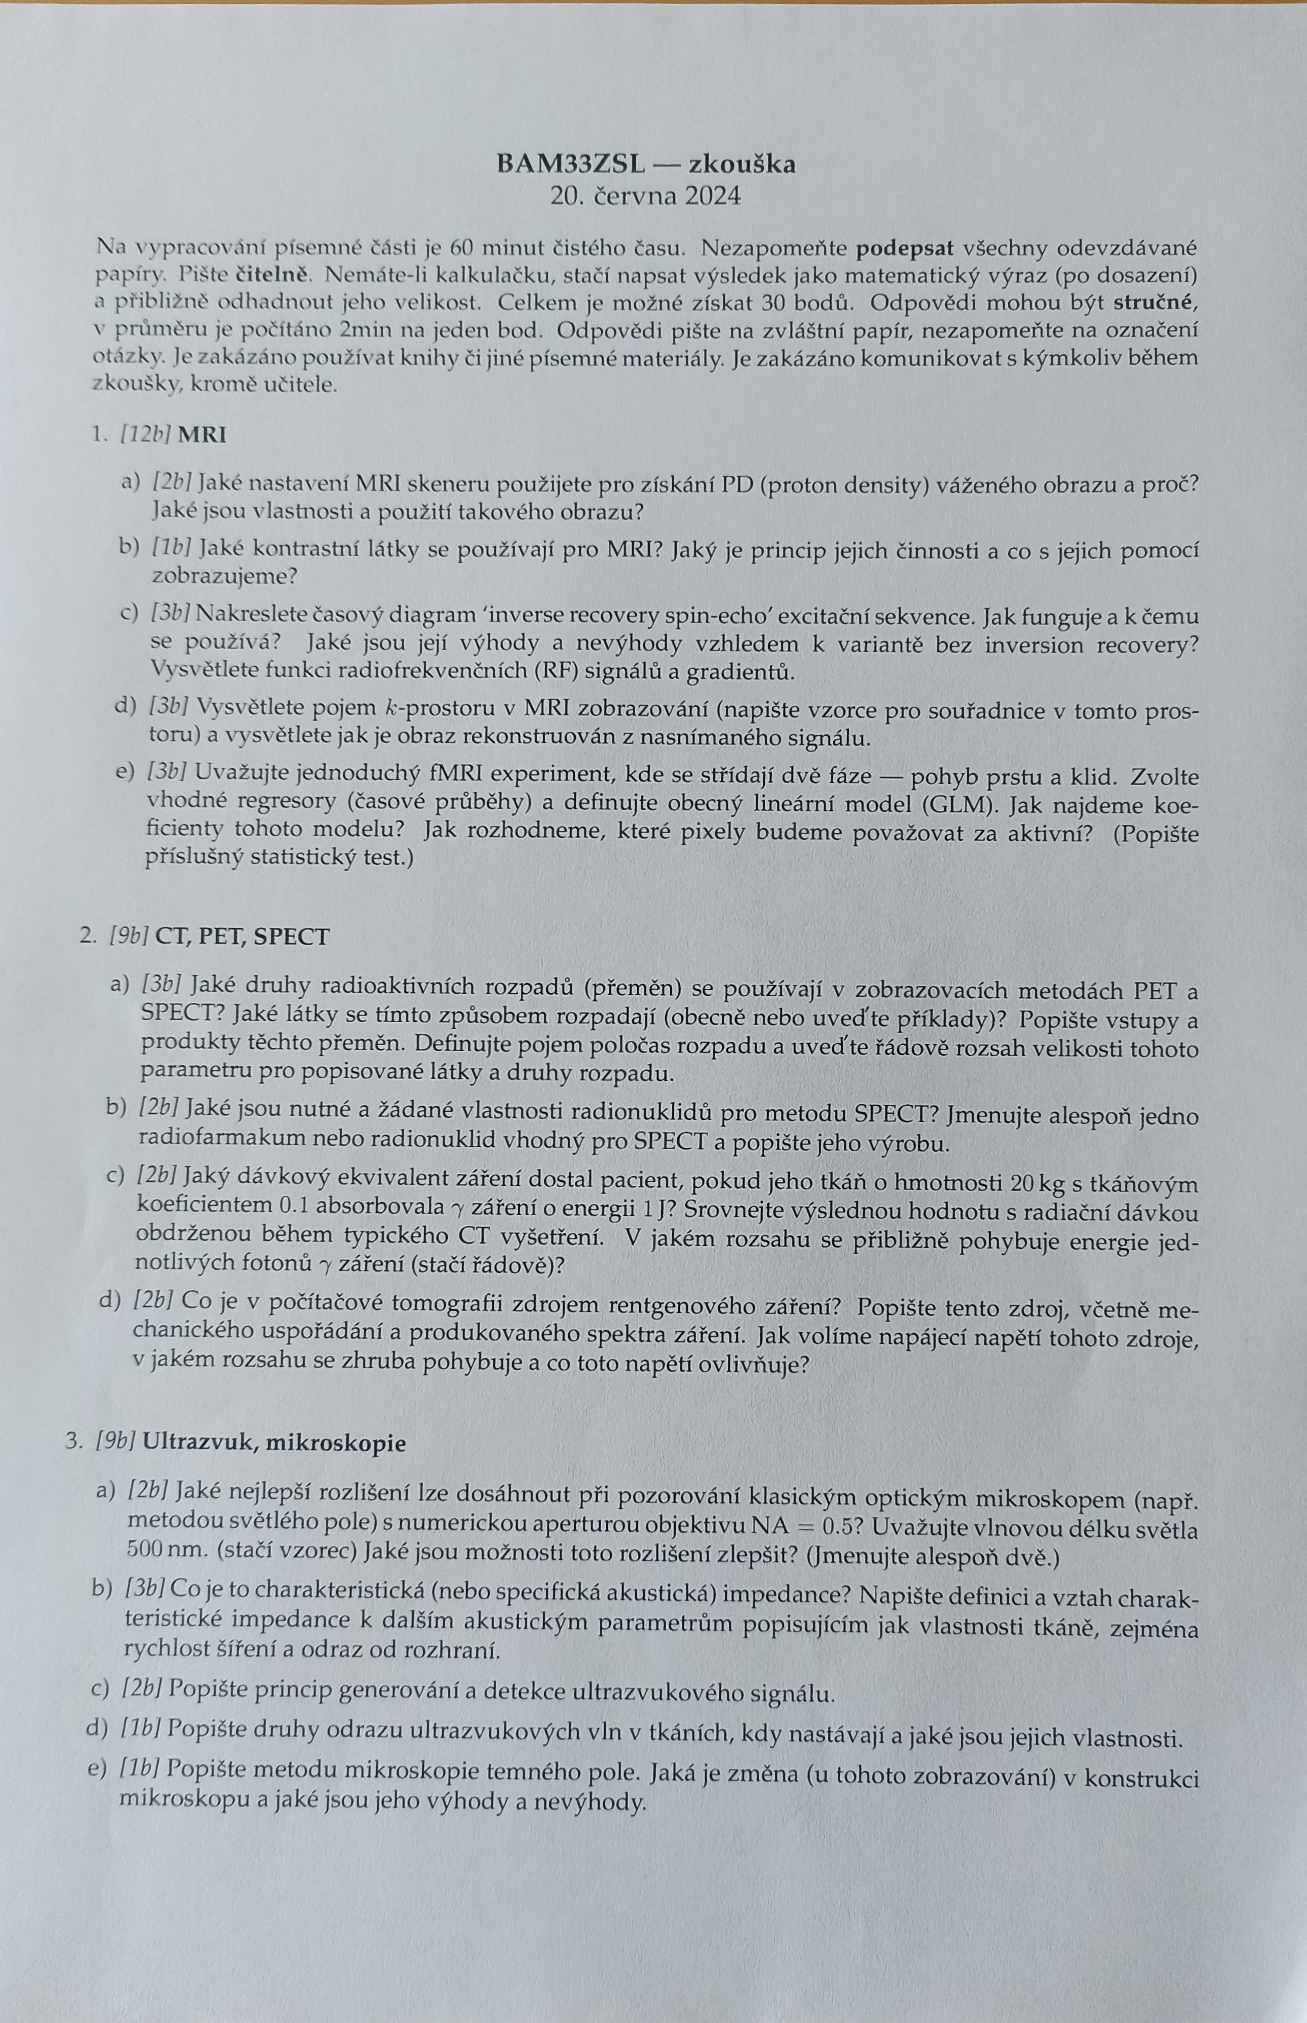 BAM33ZSL — zkouška
20. června 2024
Na vypracování písemné části je 60 minut čistého času. Nezapomeňte podepsat všechny odevzdávané
papíry. Pište čitelně. Nemáte-li kalkulačku, stačí napsat výsledek jako matematický výraz (po dosazení)
a přibližně odhadnout jeho velikost. Celkem je možné získat 30 bodů. Odpovědi mohou být stručné,
v průměru je počítáno 2min na jeden bod. Odpovědi pište na zvláštní papír, nezapomeňte na označení
otázky. Je zakázáno používat knihy či jiné písemné materiály. Je zakázáno komunikovat s kýmkoliv během
zkoušky, kromě učitele.
1. [12b] MRI
a) [2b] Jaké nastavení MRI skeneru použijete pro získání PD (proton density) váženého obrazu a proč?
Jaké jsou vlastnosti a použití takového obrazu?
b) [1b] Jaké kontrastní látky se používají pro MRI? Jaký je princip jejich činnosti a co s jejich pomocí
zobrazujeme?
c) [3b] Nakreslete časový diagram ‘inverse recovery spin-echo’ excitační sekvence. Jak funguje a k čemu
se používá? Jaké jsou její výhody a nevýhody vzhledem k variantě bez inversion recovery?
Vysvětlete funkci radiofrekvenčních (RF) signálů a gradientů.
d) [3b] Vysvětlete pojem k-prostoru v MRI zobrazování (napište vzorce pro souřadnice v tomto pros-
toru) a vysvětlete jak je obraz rekonstruován z nasnímaného signálu.
e) [3b] Uvažujte jednoduchý fMRI experiment, kde se střídají dvě fáze — pohyb prstu a klid. Zvolte
vhodné regresory (časové průběhy) a definujte obecný lineární model (GLM). Jak najdeme koe-
ficienty tohoto modelu? Jak rozhodneme, které pixely budeme považovat za aktivní? (Popište
příslušný statistický test.)
2. [9b] CT, PET, SPECT
a) [3b] Jaké druhy radioaktivních rozpadů (přeměn) se používají v zobrazovacích metodách PET a
SPECT? Jaké látky se tímto způsobem rozpadají (obecně nebo uveďte příklady)? Popište vstupy a
produkty těchto přeměn. Definujte pojem poločas rozpadu a uveďte řádově rozsah velikosti tohoto
parametru pro popisované látky a druhy rozpadu.
b) [2b] Jaké jsou nutné a žádané vlastnosti radionuklidů pro metodu SPECT? Jmenujte alespoň jedno
radiofarmakum nebo radionuklid vhodný pro SPECT a popište jeho výrobu.
c) [2b] Jaký dávkový ekvivalent záření dostal pacient, pokud jeho tkáň o hmotnosti 20 kg s tkáňovým
koeficientem 0.1 absorbovala γ záření o energii 1 J? Srovnejte výslednou hodnotu s radiační dávkou
obdrženou během typického CT vyšetření. V jakém rozsahu se přibližně pohybuje energie jed-
notlivých fotonů γ záření (stačí řádově)?
d) [2b] Co je v počítačové tomografii zdrojem rentgenového záření? Popište tento zdroj, včetně me-
chanického uspořádání a produkovaného spektra záření. Jak volíme napájecí napětí tohoto zdroje,
v jakém rozsahu se zhruba pohybuje a co toto napětí ovlivňuje?
3. [9b] Ultrazvuk, mikroskopie
a) [2b] Jaké nejlepší rozlišení lze dosáhnout při pozorování klasickým optickým mikroskopem (např.
metodou světlého pole) s numerickou aperturou objektivu NA = 0.5? Uvažujte vlnovou délku světla
500 nm. (stačí vzorec) Jaké jsou možnosti toto rozlišení zlepšit? (Jmenujte alespoň dvě.)
b) [3b] Co je to charakteristická (nebo specifická akustická) impedance? Napište definici a vztah charak-
teristické impedance k dalším akustickým parametrům popisujícím jak vlastnosti tkáně, zejména
rychlost šíření a odraz od rozhraní.
c) [2b] Popište princip generování a detekce ultrazvukového signálu.
d) [1b] Popište druhy odrazu ultrazvukových vln v tkáních, kdy nastávají a jaké jsou jejich vlastnosti.
e) [1b] Popište metodu mikroskopie temného pole. Jaká je změna (u tohoto zobrazování) v konstrukci
mikroskopu a jaké jsou jeho výhody a nevýhody.